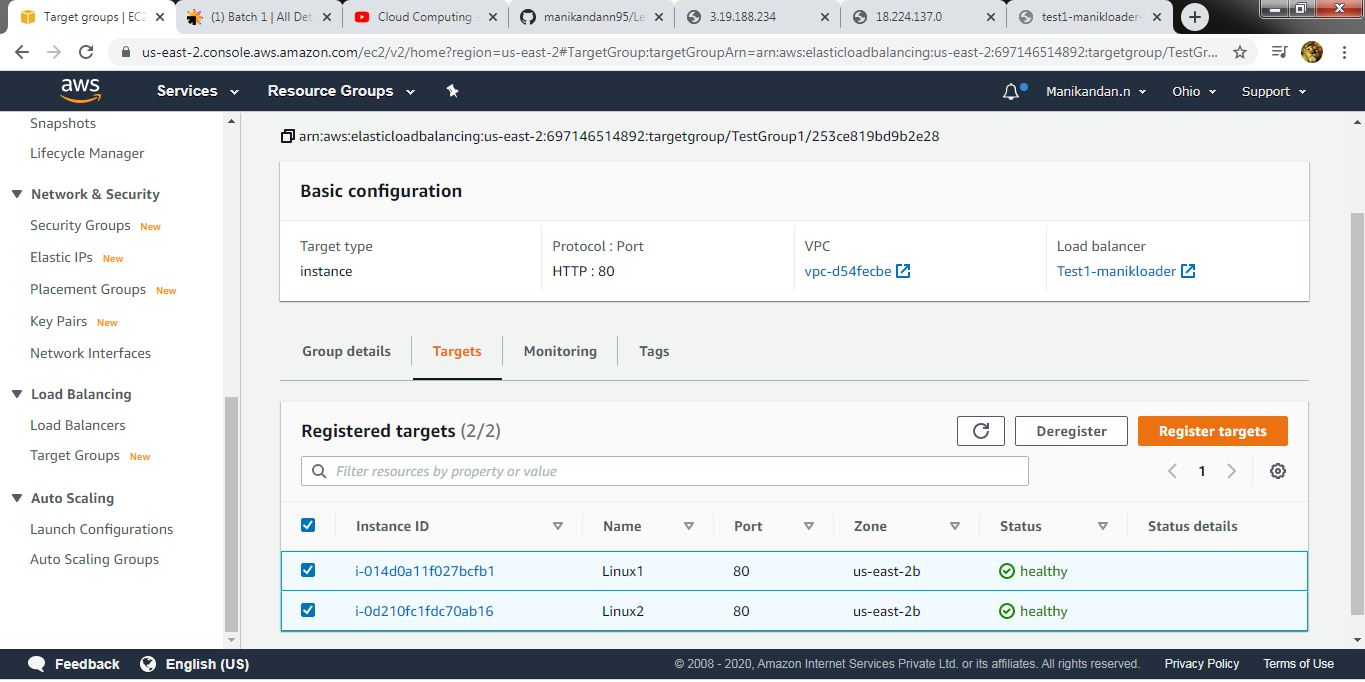 Target groups | EC2
(1) Batch 1 | All Det
Cloud Computing -
manikandann95/Le
3.19.188.234
18.224.137.0
test1-manikloader-
us-east-2.console.aws.amazon.com/ec2/v2/home?region=us-east-2#TargetGroup:targetGroupArn=arn:aws:elasticloadbalancing:us-east-2:697146514892:targetgroup/TestGr...
aws Services Resource Groups Manikandan.n Ohio Support
Snapshots
Lifecycle Manager
Network & Security
Security Groups New
Elastic IPs New
Placement Groups New
Key Pairs New
Network Interfaces
Load Balancing
Load Balancers
Target Groups New
Auto Scaling
Launch Configurations
Auto Scaling Groups
arn:aws:elasticloadbalancing:us-east-2:697146514892:targetgroup/TestGroup1/253ce819bd9b2e28
Basic configuration
Target type Protocol : Port VPC Load balancer
instance HTTP : 80 vpc-d54fecbe Test1-manikloader
Group details Targets Monitoring Tags
Registered targets (2/2) Deregister Register targets
Filter resources by property or value 1
Instance ID Name Port Zone Status Status details
i-014d0a11f027bcfb1 Linux1 80 us-east-2b healthy
i-0d210fc1fdc70ab16 Linux2 80 us-east-2b healthy
Feedback English (US) © 2008 - 2020, Amazon Internet Services Private Ltd. or its affiliates. All rights reserved. Privacy Policy Terms of Use